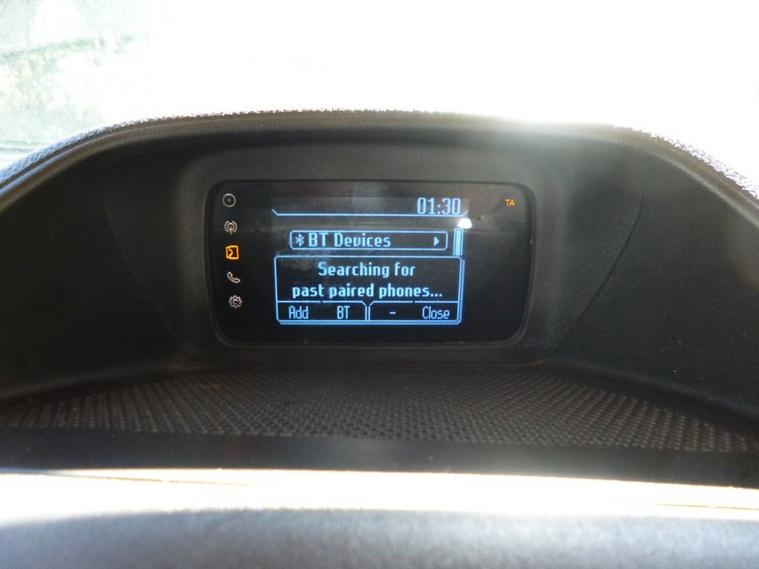 01:30
TA
BT Devices
Searching for
past paired phones...
Add BT - Close